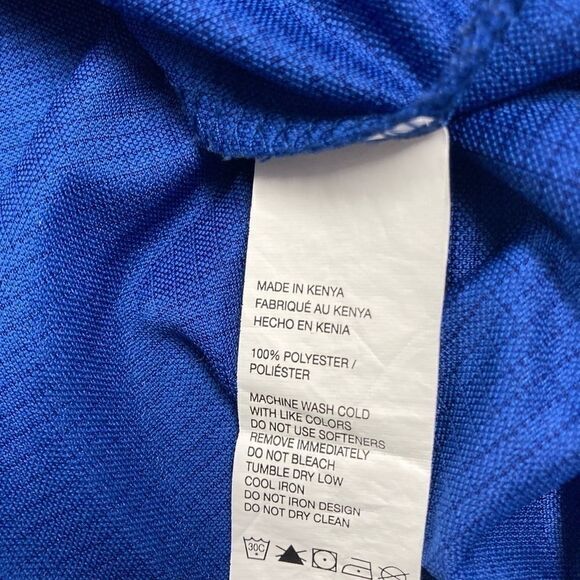 MADE IN KENYA
FABRIQUÉ AU KENYA
HECHO EN KENIA
100% POLYESTER /
POLIÉSTER
MACHINE WASH COLD
WITH LIKE COLORS
DO NOT USE SOFTENERS
REMOVE IMMEDIATELY
DO NOT BLEACH
TUMBLE DRY LOW
COOL IRON
DO NOT IRON DESIGN
DO NOT DRY CLEAN
30C